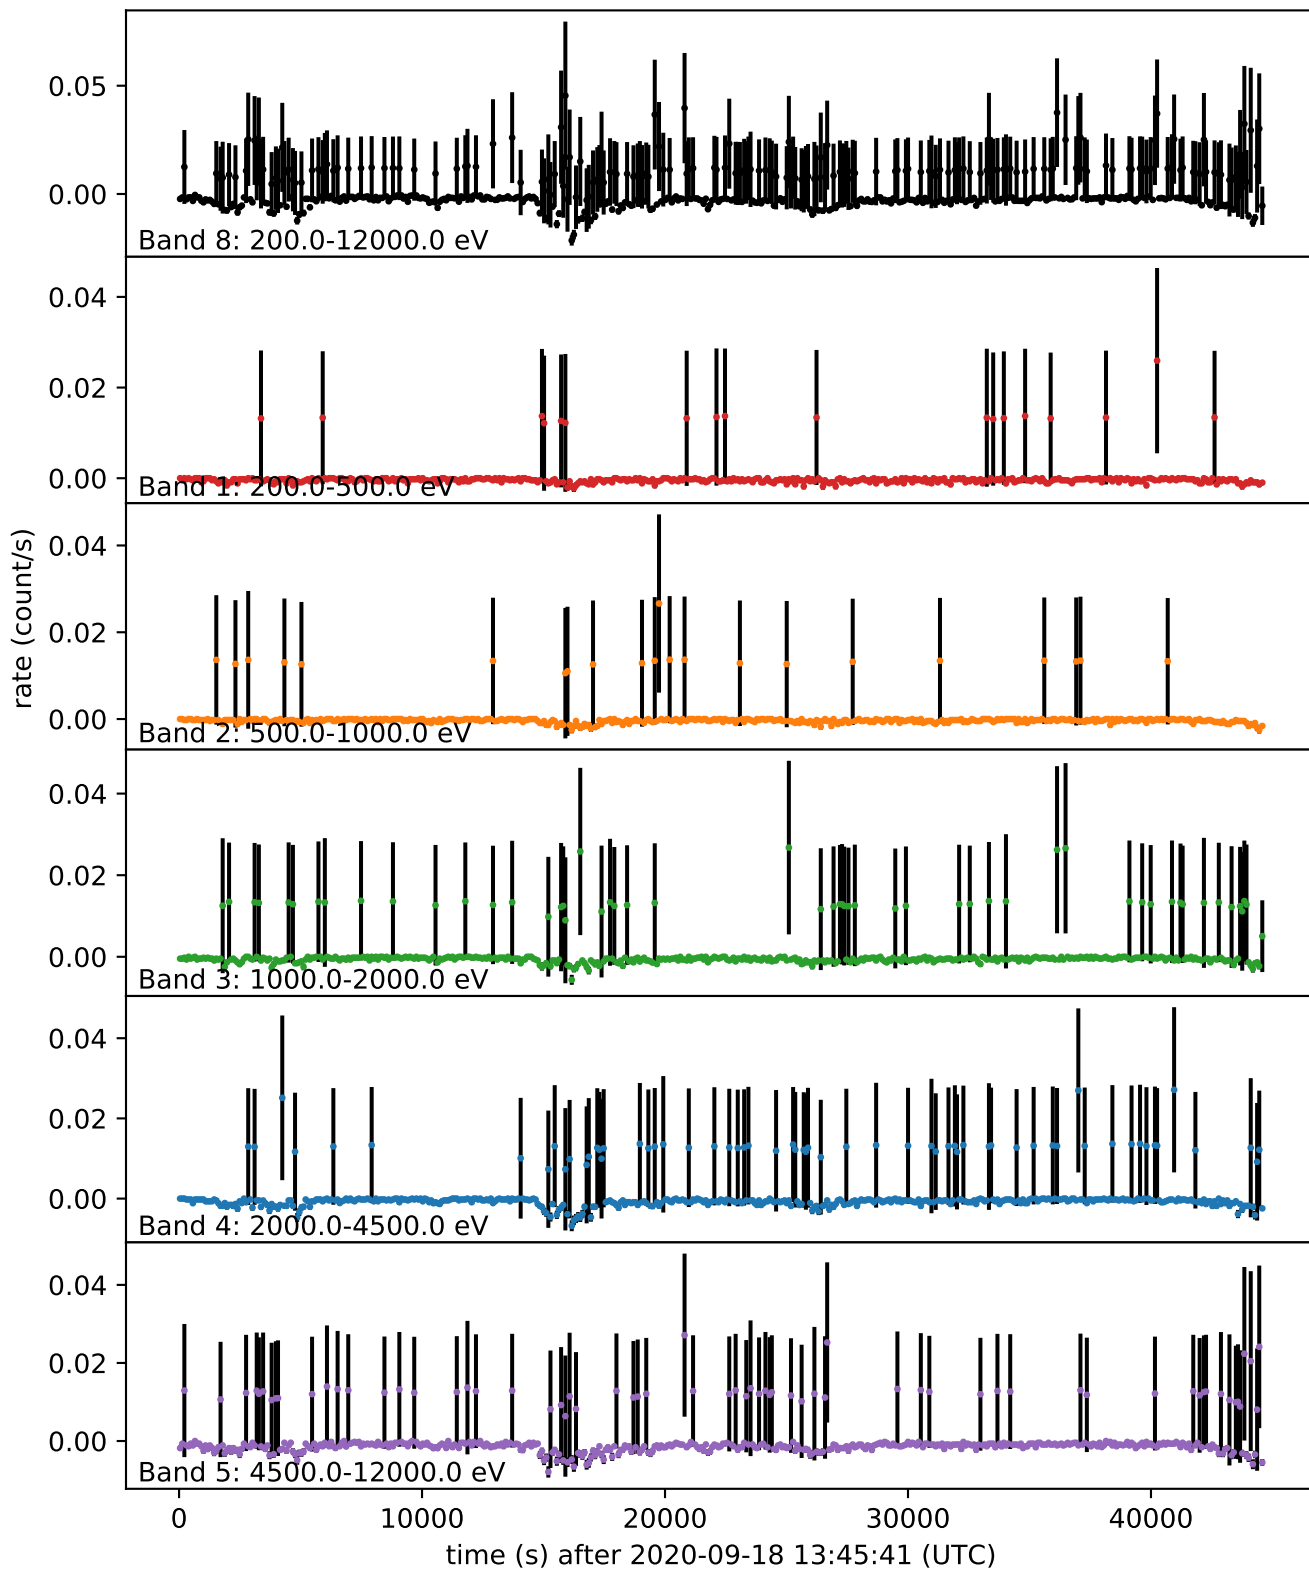 0.05
0.00
Band 8: 200.0-12000.0 eV
0.04
0.02
0.00
Band 1: 200.0-500.0 eV
0.04
0.02
0.00
Band 2: 500.0-1000.0 eV
rate (count/s)
0.04
0.02
0.00
Band 3: 1000.0-2000.0 eV
0.04
0.02
0.00
Band 4: 2000.0-4500.0 eV
0.04
0.02
0.00
Band 5: 4500.0-12000.0 eV
0 10000 20000 30000 40000
time (s) after 2020-09-18 13:45:41 (UTC)